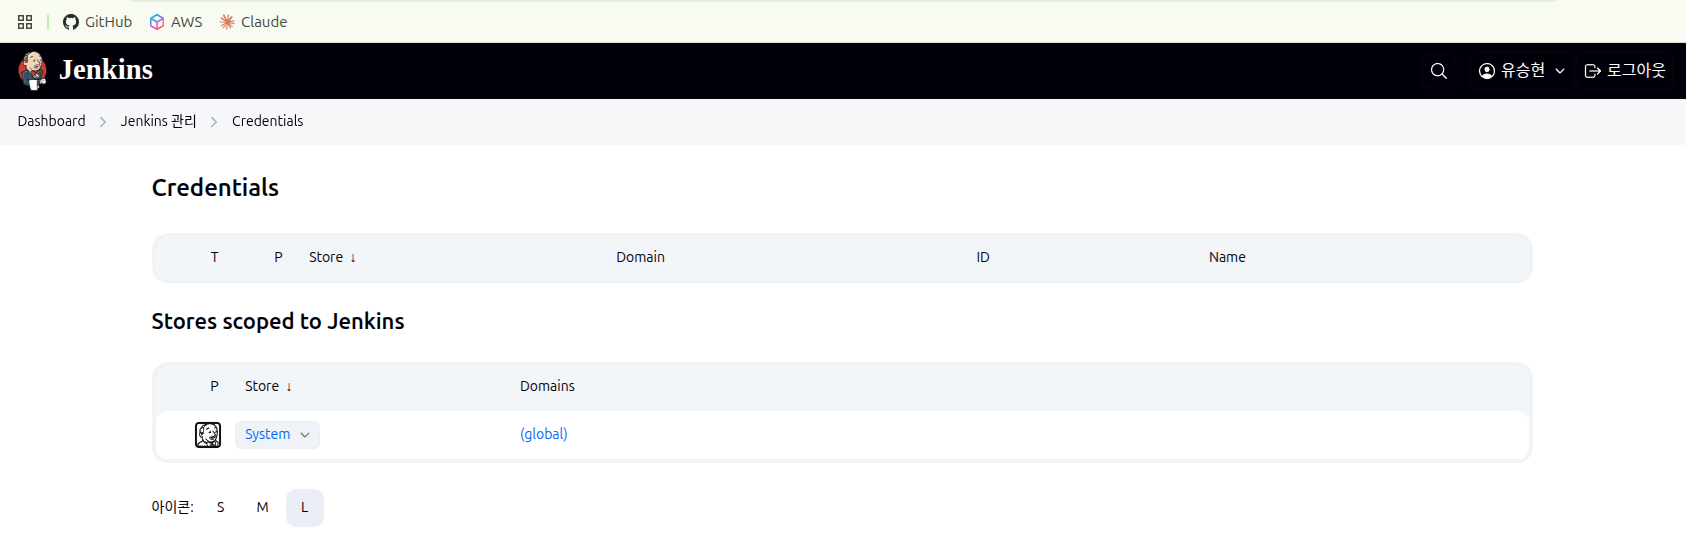 GitHub AWS Claude
Jenkins 유승현 로그아웃
Dashboard Jenkins 관리 Credentials
Credentials
T P Store ↓ Domain ID Name
Stores scoped to Jenkins
P Store ↓ Domains
System (global)
아이콘: S M L